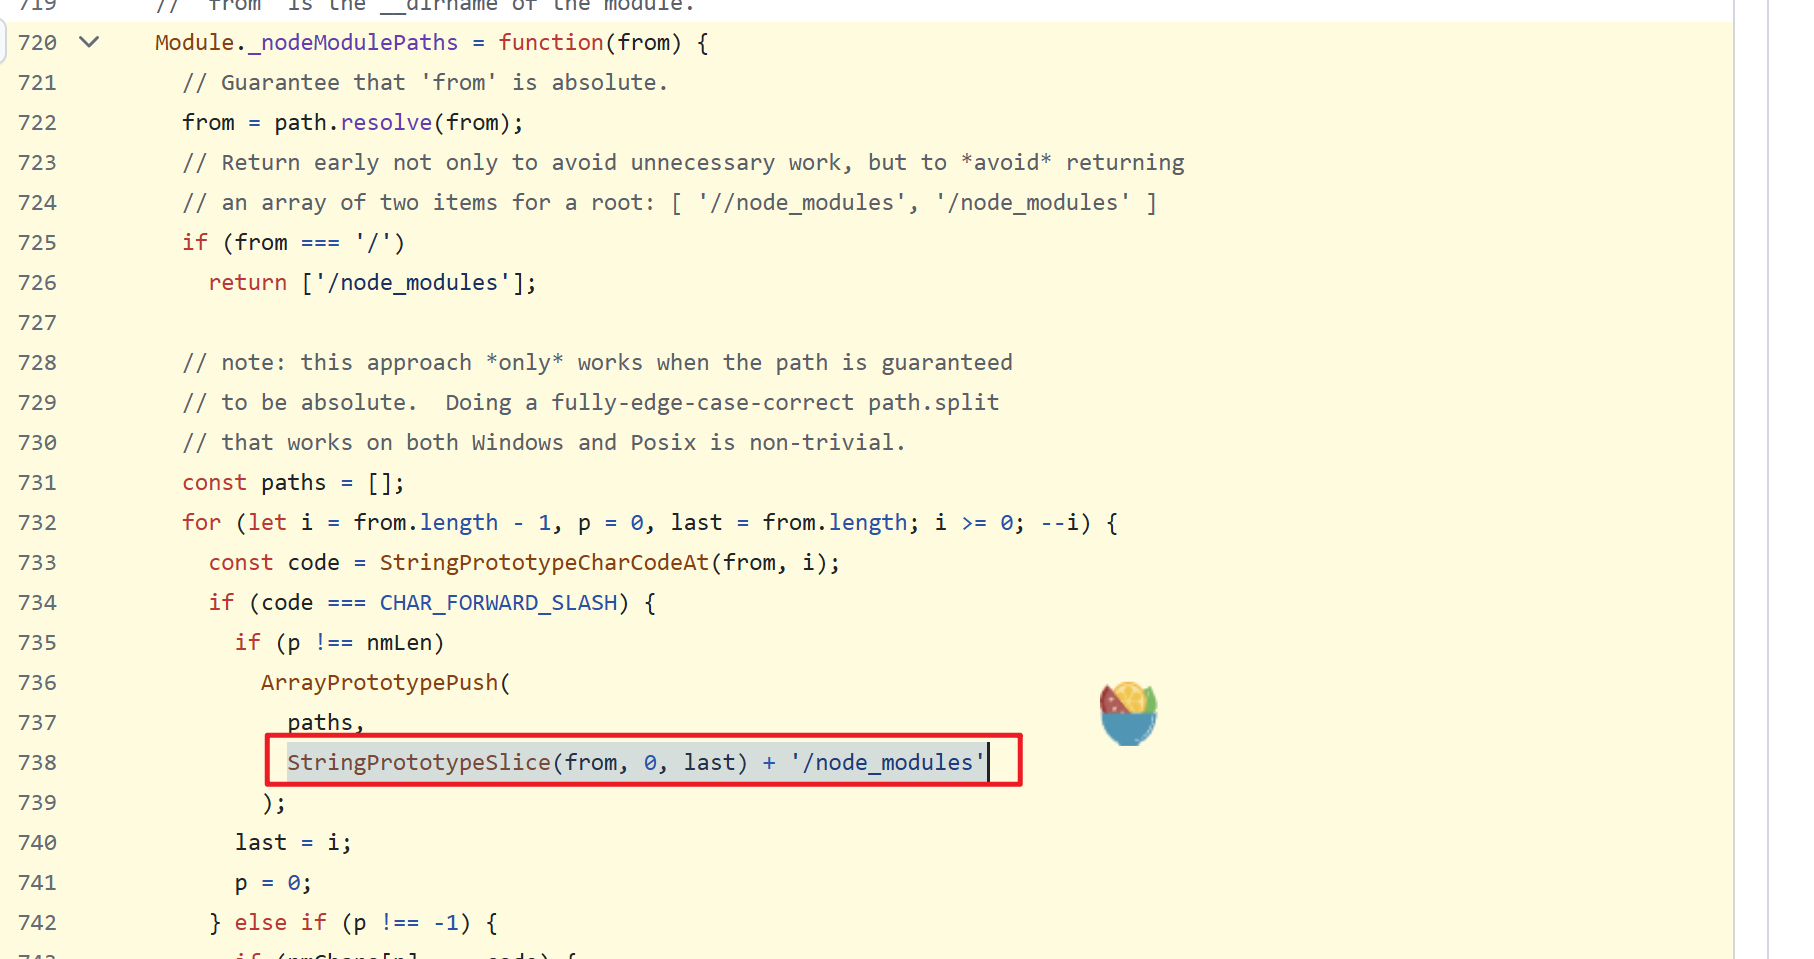 719 // 'from' is the __dirname of the module.
720 Module._nodeModulePaths = function(from) {
721 // Guarantee that 'from' is absolute.
722 from = path.resolve(from);
723 // Return early not only to avoid unnecessary work, but to *avoid* returning
724 // an array of two items for a root: [ '//node_modules', '/node_modules' ]
725 if (from === '/')
726 return ['/node_modules'];
727
728 // note: this approach *only* works when the path is guaranteed
729 // to be absolute.  Doing a fully-edge-case-correct path.split
730 // that works on both Windows and Posix is non-trivial.
731 const paths = [];
732 for (let i = from.length - 1, p = 0, last = from.length; i >= 0; --i) {
733 const code = StringPrototypeCharCodeAt(from, i);
734 if (code === CHAR_FORWARD_SLASH) {
735 if (p !== nmLen)
736 ArrayPrototypePush(
737 paths,
738 StringPrototypeSlice(from, 0, last) + '/node_modules'
739 );
740 last = i;
741 p = 0;
742 } else if (p !== -1) {